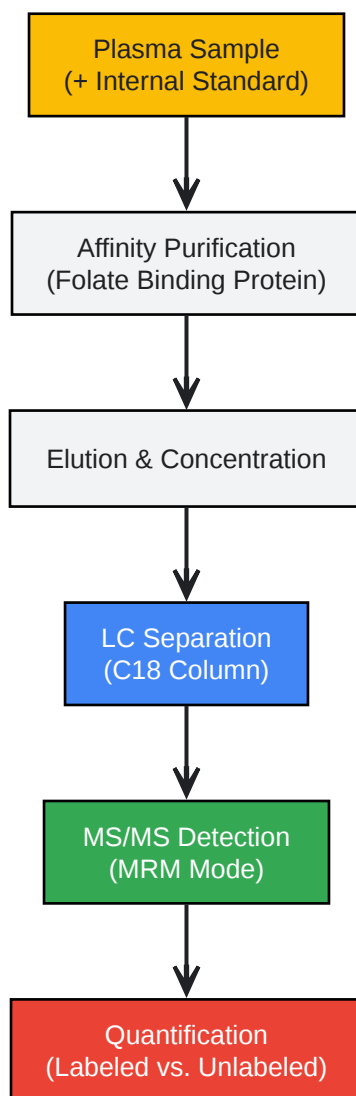 Plasma Sample
(+ Internal Standard)
Affinity Purification
(Folate Binding Protein)
Elution & Concentration
LC Separation
(C18 Column)
MS/MS Detection
(MRM Mode)
Quantification
(Labeled vs. Unlabeled)